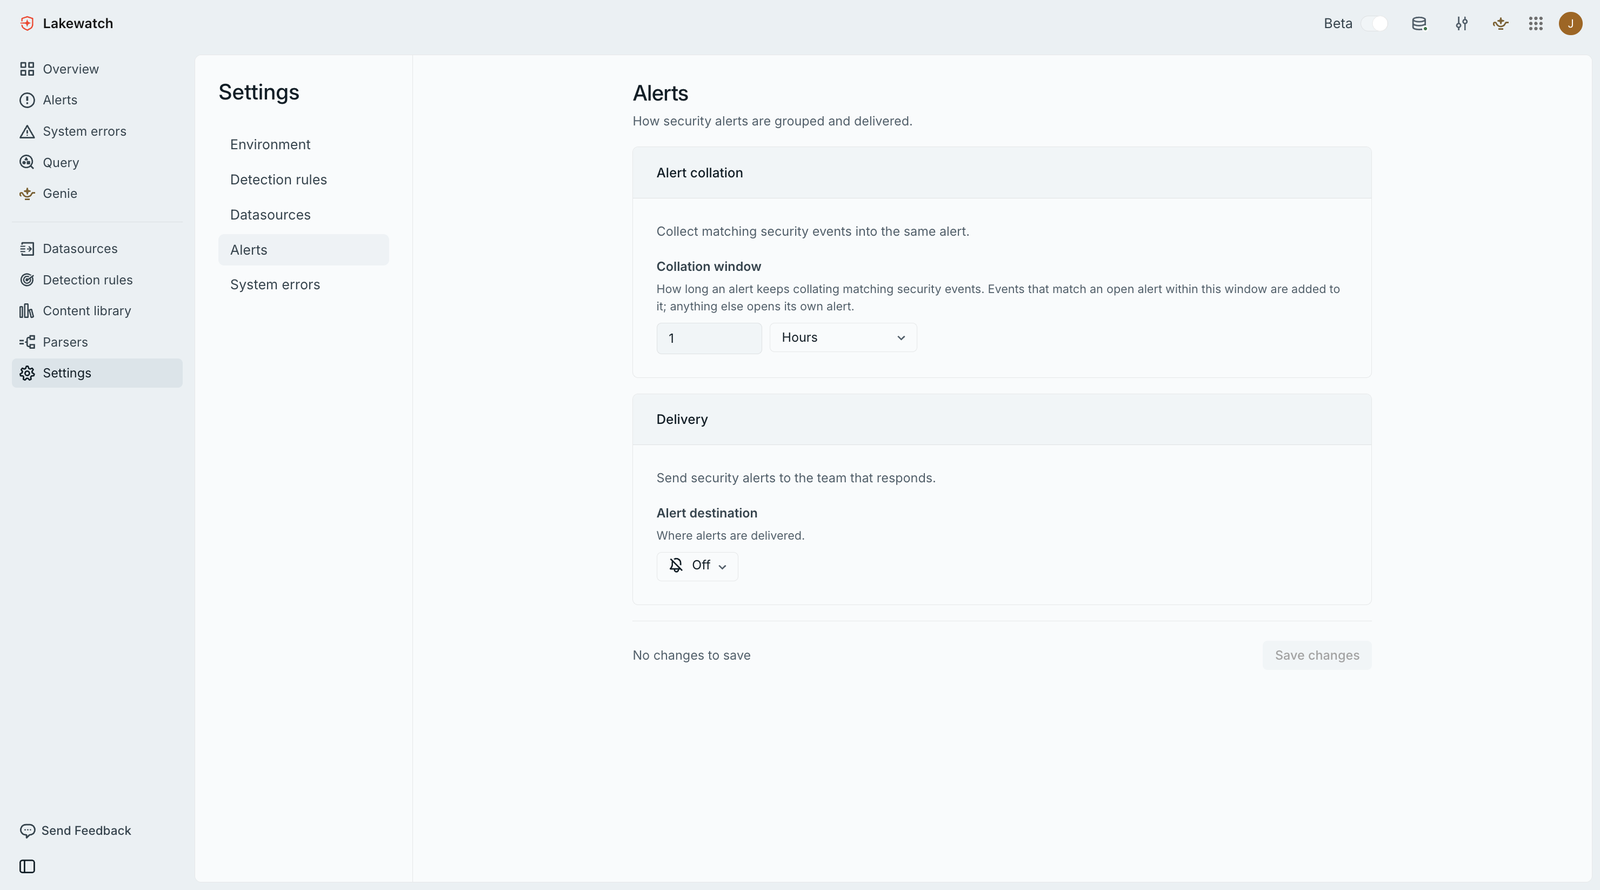 Lakewatch
Beta
J
Overview
Alerts
System errors
Query
Genie
Datasources
Detection rules
Content library
Parsers
Settings
Send Feedback
Settings
Environment
Detection rules
Datasources
Alerts
System errors
Alerts
How security alerts are grouped and delivered.
Alert collation
Collect matching security events into the same alert.
Collation window
How long an alert keeps collating matching security events. Events that match an open alert within this window are added to
it; anything else opens its own alert.
1 Hours
Delivery
Send security alerts to the team that responds.
Alert destination
Where alerts are delivered.
Off
No changes to save
Save changes